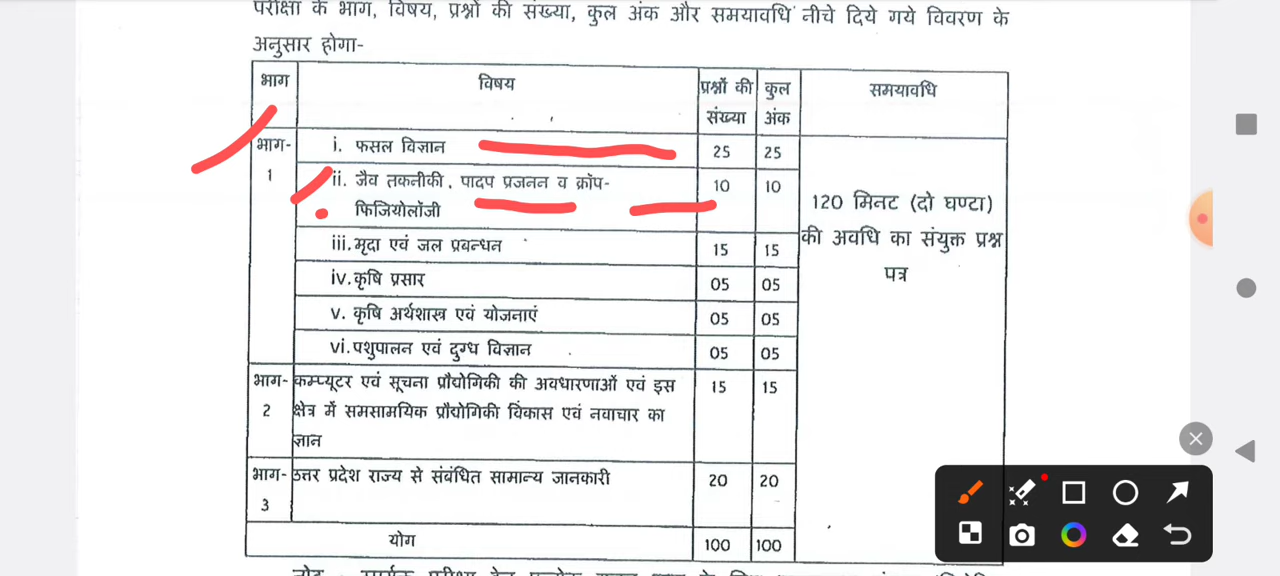 परीक्षा के भाग, विषय, प्रश्नों की संख्या, कुल अंक और समयावधि नीचे दिये गये विवरण के
अनुसार होगा-
भाग विषय प्रश्नों की संख्या कुल अंक समयावधि
भाग-1 i. फसल विज्ञान 25 25
ii. जैव तकनीकी, पादप प्रजनन व क्रॉप- 10 10
फिजियोलॉजी
iii. मृदा एवं जल प्रबन्धन 15 15
iv. कृषि प्रसार 05 05
v. कृषि अर्थशास्त्र एवं योजनाएं 05 05
vi. पशुपालन एवं दुग्ध विज्ञान 05 05
120 मिनट (दो घण्टा)
की अवधि का संयुक्त प्रश्न
पत्र
भाग-2 कम्प्यूटर एवं सूचना प्रौद्योगिकी की अवधारणाओं एवं इस 15 15
क्षेत्र में समसामयिक प्रौद्योगिकी विकास एवं नवाचार का
ज्ञान
भाग-3 उत्तर प्रदेश राज्य से संबंधित सामान्य जानकारी 20 20
योग 100 100